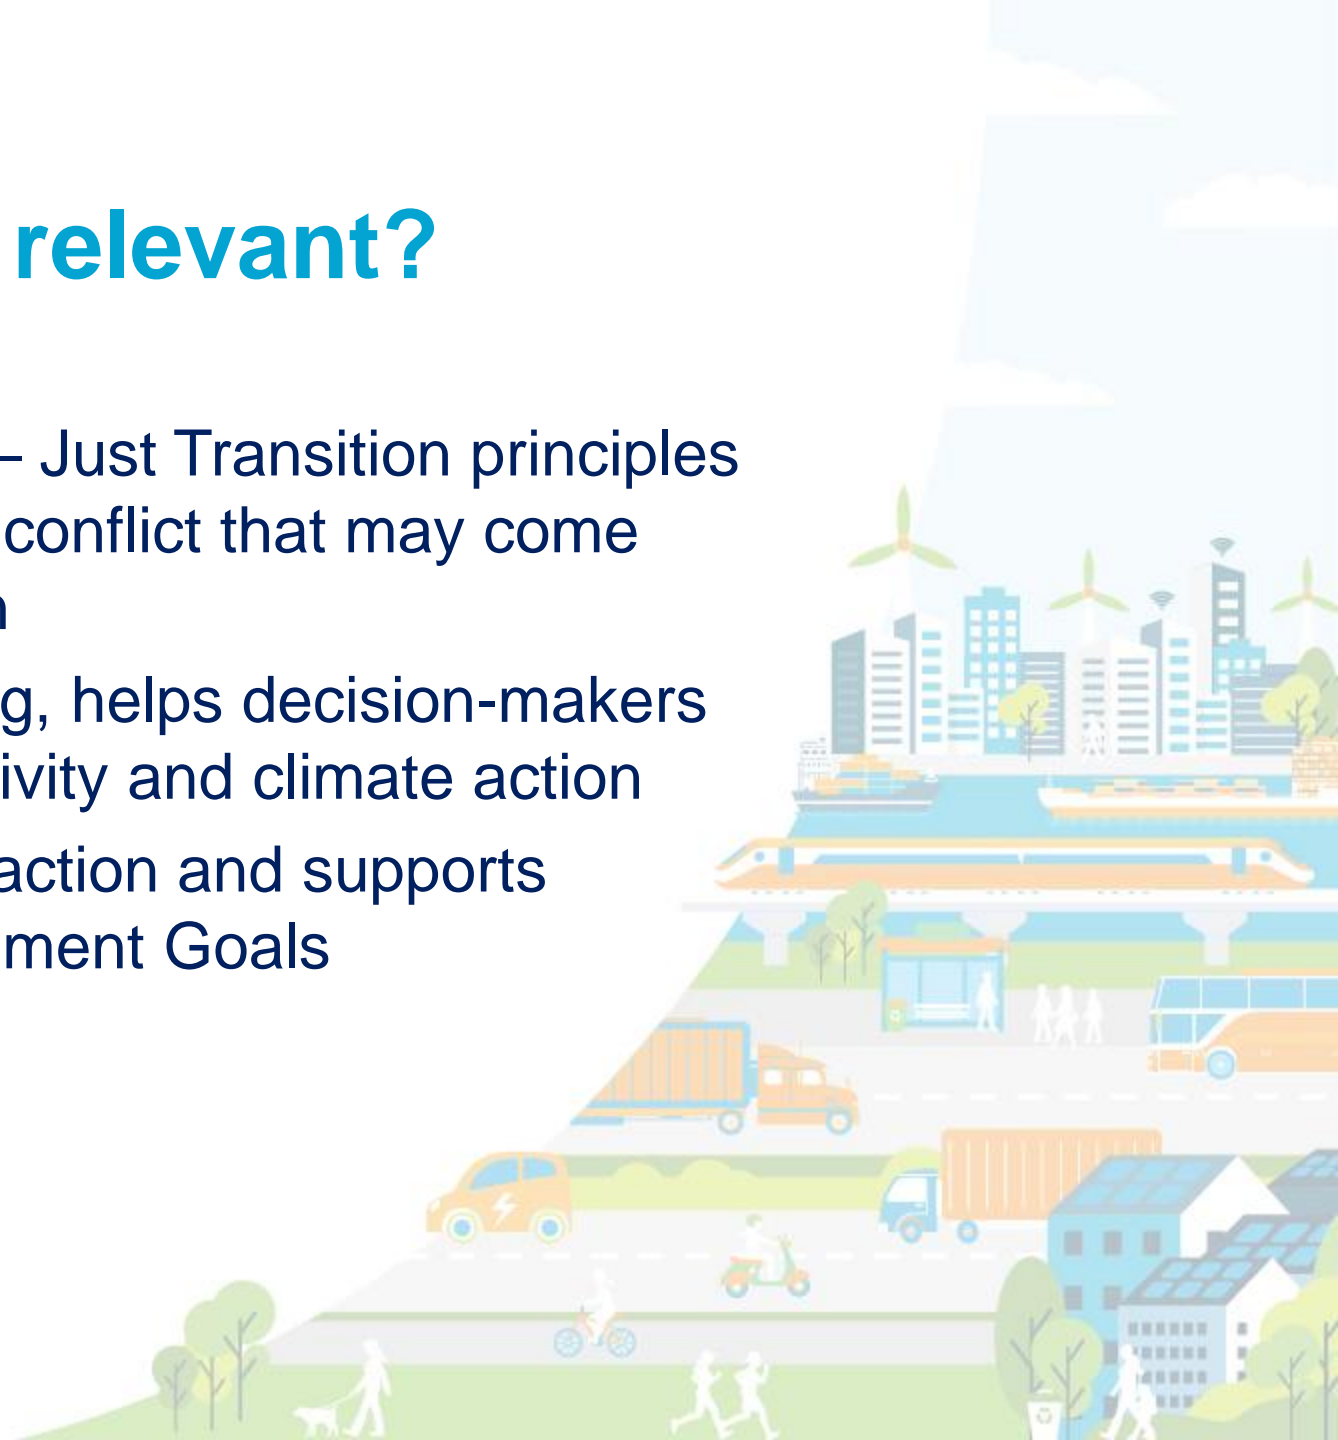 relevant?
– Just Transition principles
conflict that may come
n
g, helps decision-makers
ivity and climate action
action and supports
ment Goals